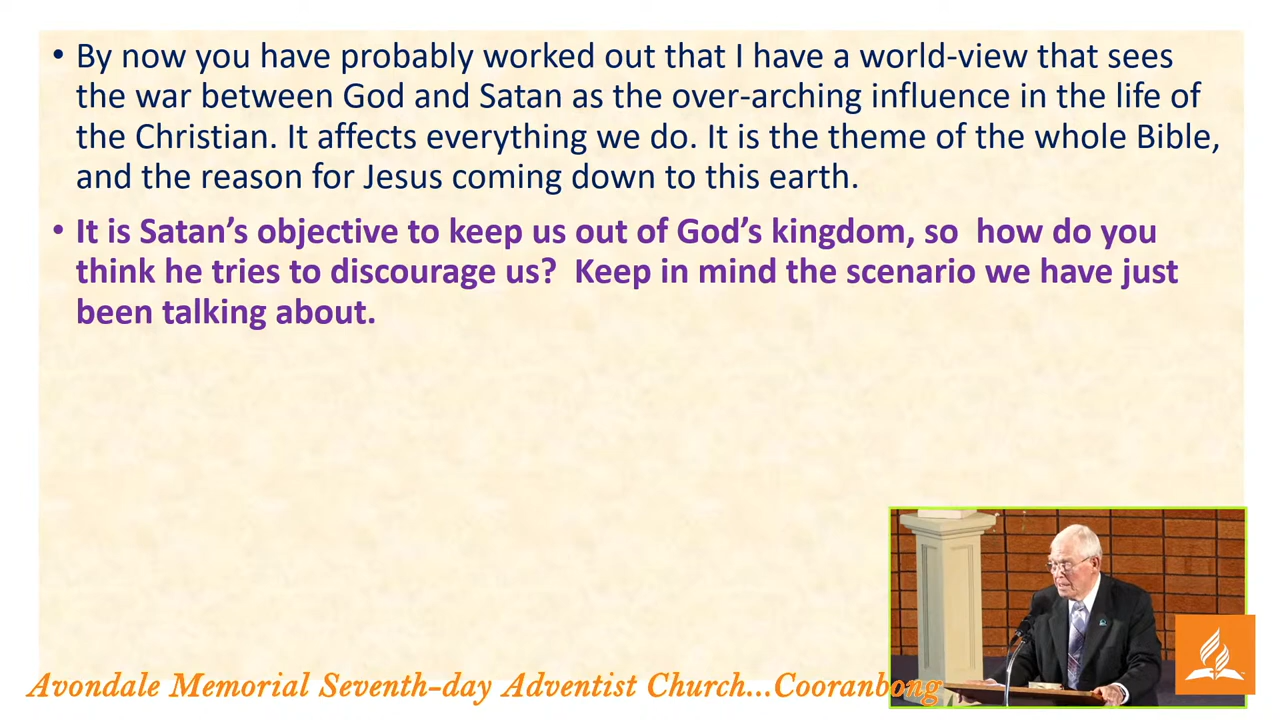 • By now you have probably worked out that I have a world-view that sees
the war between God and Satan as the over-arching influence in the life of
the Christian. It affects everything we do. It is the theme of the whole Bible,
and the reason for Jesus coming down to this earth.
• It is Satan’s objective to keep us out of God’s kingdom, so  how do you
think he tries to discourage us?  Keep in mind the scenario we have just
been talking about.
Avondale Memorial Seventh-day Adventist Church...Cooranbong